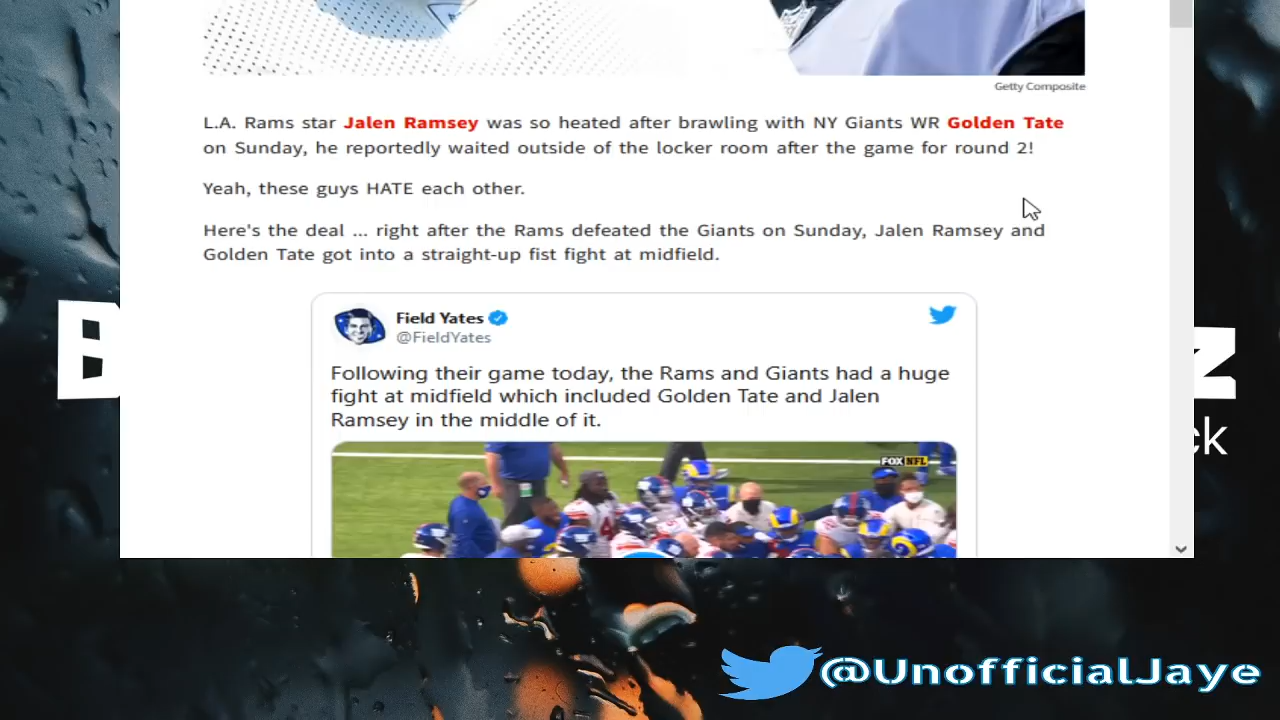 Getty Composite
L.A. Rams star Jalen Ramsey was so heated after brawling with NY Giants WR Golden Tate
on Sunday, he reportedly waited outside of the locker room after the game for round 2!
Yeah, these guys HATE each other.
Here's the deal ... right after the Rams defeated the Giants on Sunday, Jalen Ramsey and
Golden Tate got into a straight-up fist fight at midfield.
Field Yates
@FieldYates
Following their game today, the Rams and Giants had a huge
fight at midfield which included Golden Tate and Jalen
Ramsey in the middle of it.
FOX NFL
B
z
ck
@UnofficialJaye